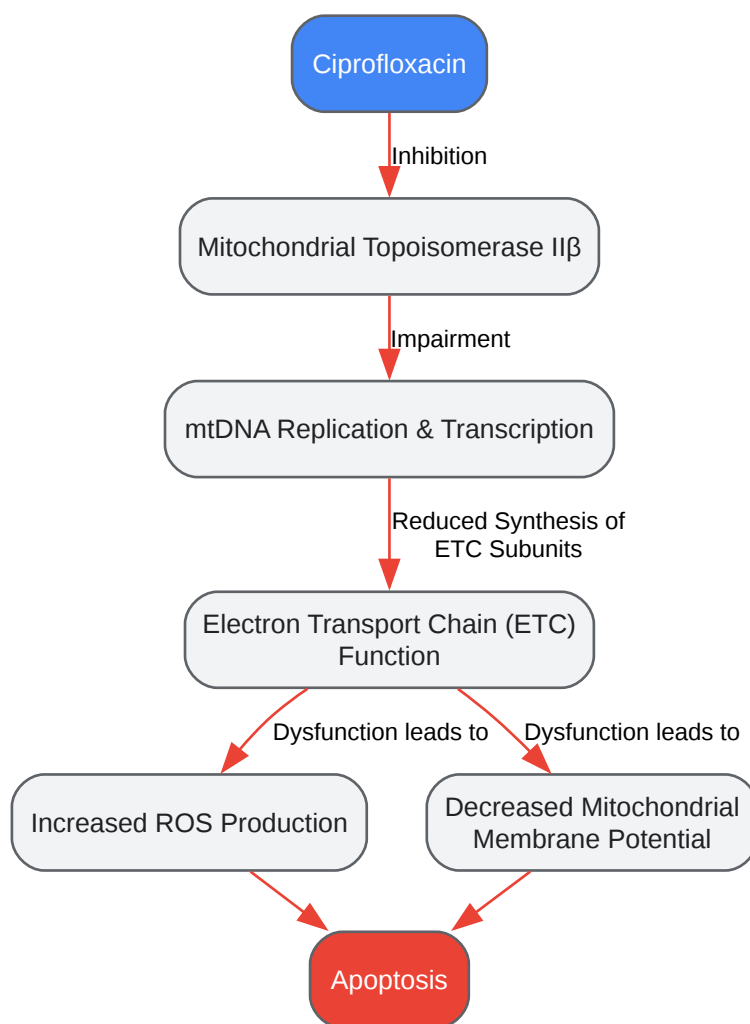 Ciprofloxacin
Inhibition
Mitochondrial Topoisomerase IIβ
Impairment
mtDNA Replication & Transcription
Reduced Synthesis of
ETC Subunits
Electron Transport Chain (ETC)
Function
Dysfunction leads to
Dysfunction leads to
Increased ROS Production
Decreased Mitochondrial
Membrane Potential
Apoptosis